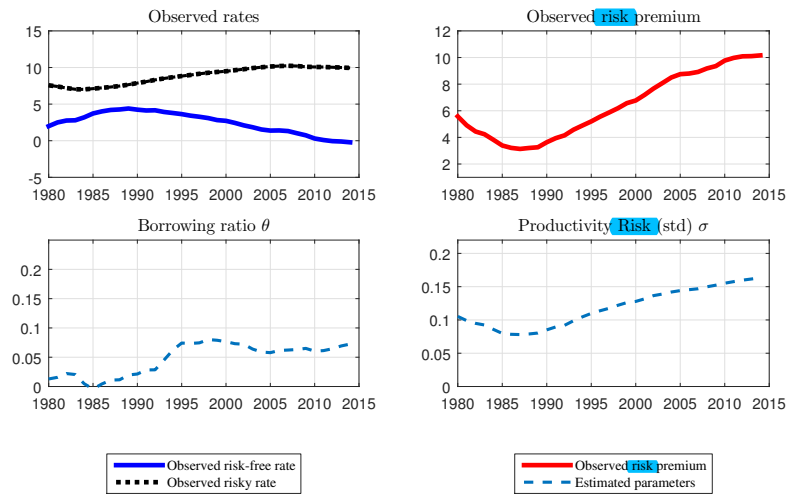 Observed rates
15
10
5
0
-5
1980 1985 1990 1995 2000 2005 2010 2015
Observed risk premium
12
10
8
6
4
2
1980 1985 1990 1995 2000 2005 2010 2015
Borrowing ratio θ
0.2
0.15
0.1
0.05
0
1980 1985 1990 1995 2000 2005 2010 2015
Productivity Risk (std) σ
0.2
0.15
0.1
0.05
0
1980 1985 1990 1995 2000 2005 2010 2015
Observed risk-free rate
Observed risky rate
Observed risk premium
Estimated parameters